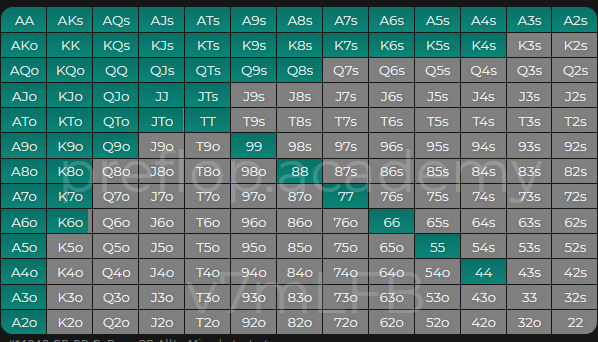 AA AKs AQs AJs ATs A9s A8s A7s A6s A5s A4s A3s A2s
AKo KK KQs KJs KTs K9s K8s K7s K6s K5s K4s K3s K2s
AQo KQo QQ QJs QTs Q9s Q8s Q7s Q6s Q5s Q4s Q3s Q2s
AJo KJo QJo JJ JTs J9s J8s J7s J6s J5s J4s J3s J2s
ATo KTo QTo JTo TT T9s T8s T7s T6s T5s T4s T3s T2s
A9o K9o Q9o J9o T9o 99 98s 97s 96s 95s 94s 93s 92s
A8o K8o Q8o J8o T8o 98o 88 87s 86s 85s 84s 83s 82s
preflop.academy
A7o K7o Q7o J7o T7o 97o 87o 77 76s 75s 74s 73s 72s
A6o K6o Q6o J6o T6o 96o 86o 76o 66 65s 64s 63s 62s
A5o K5o Q5o J5o T5o 95o 85o 75o 65o 55 54s 53s 52s
A4o K4o Q4o J4o T4o 94o 84o 74o 64o 54o 44 43s 42s
v7mLFB
A3o K3o Q3o J3o T3o 93o 83o 73o 63o 53o 43o 33 32s
A2o K2o Q2o J2o T2o 92o 82o 72o 62o 52o 42o 32o 22